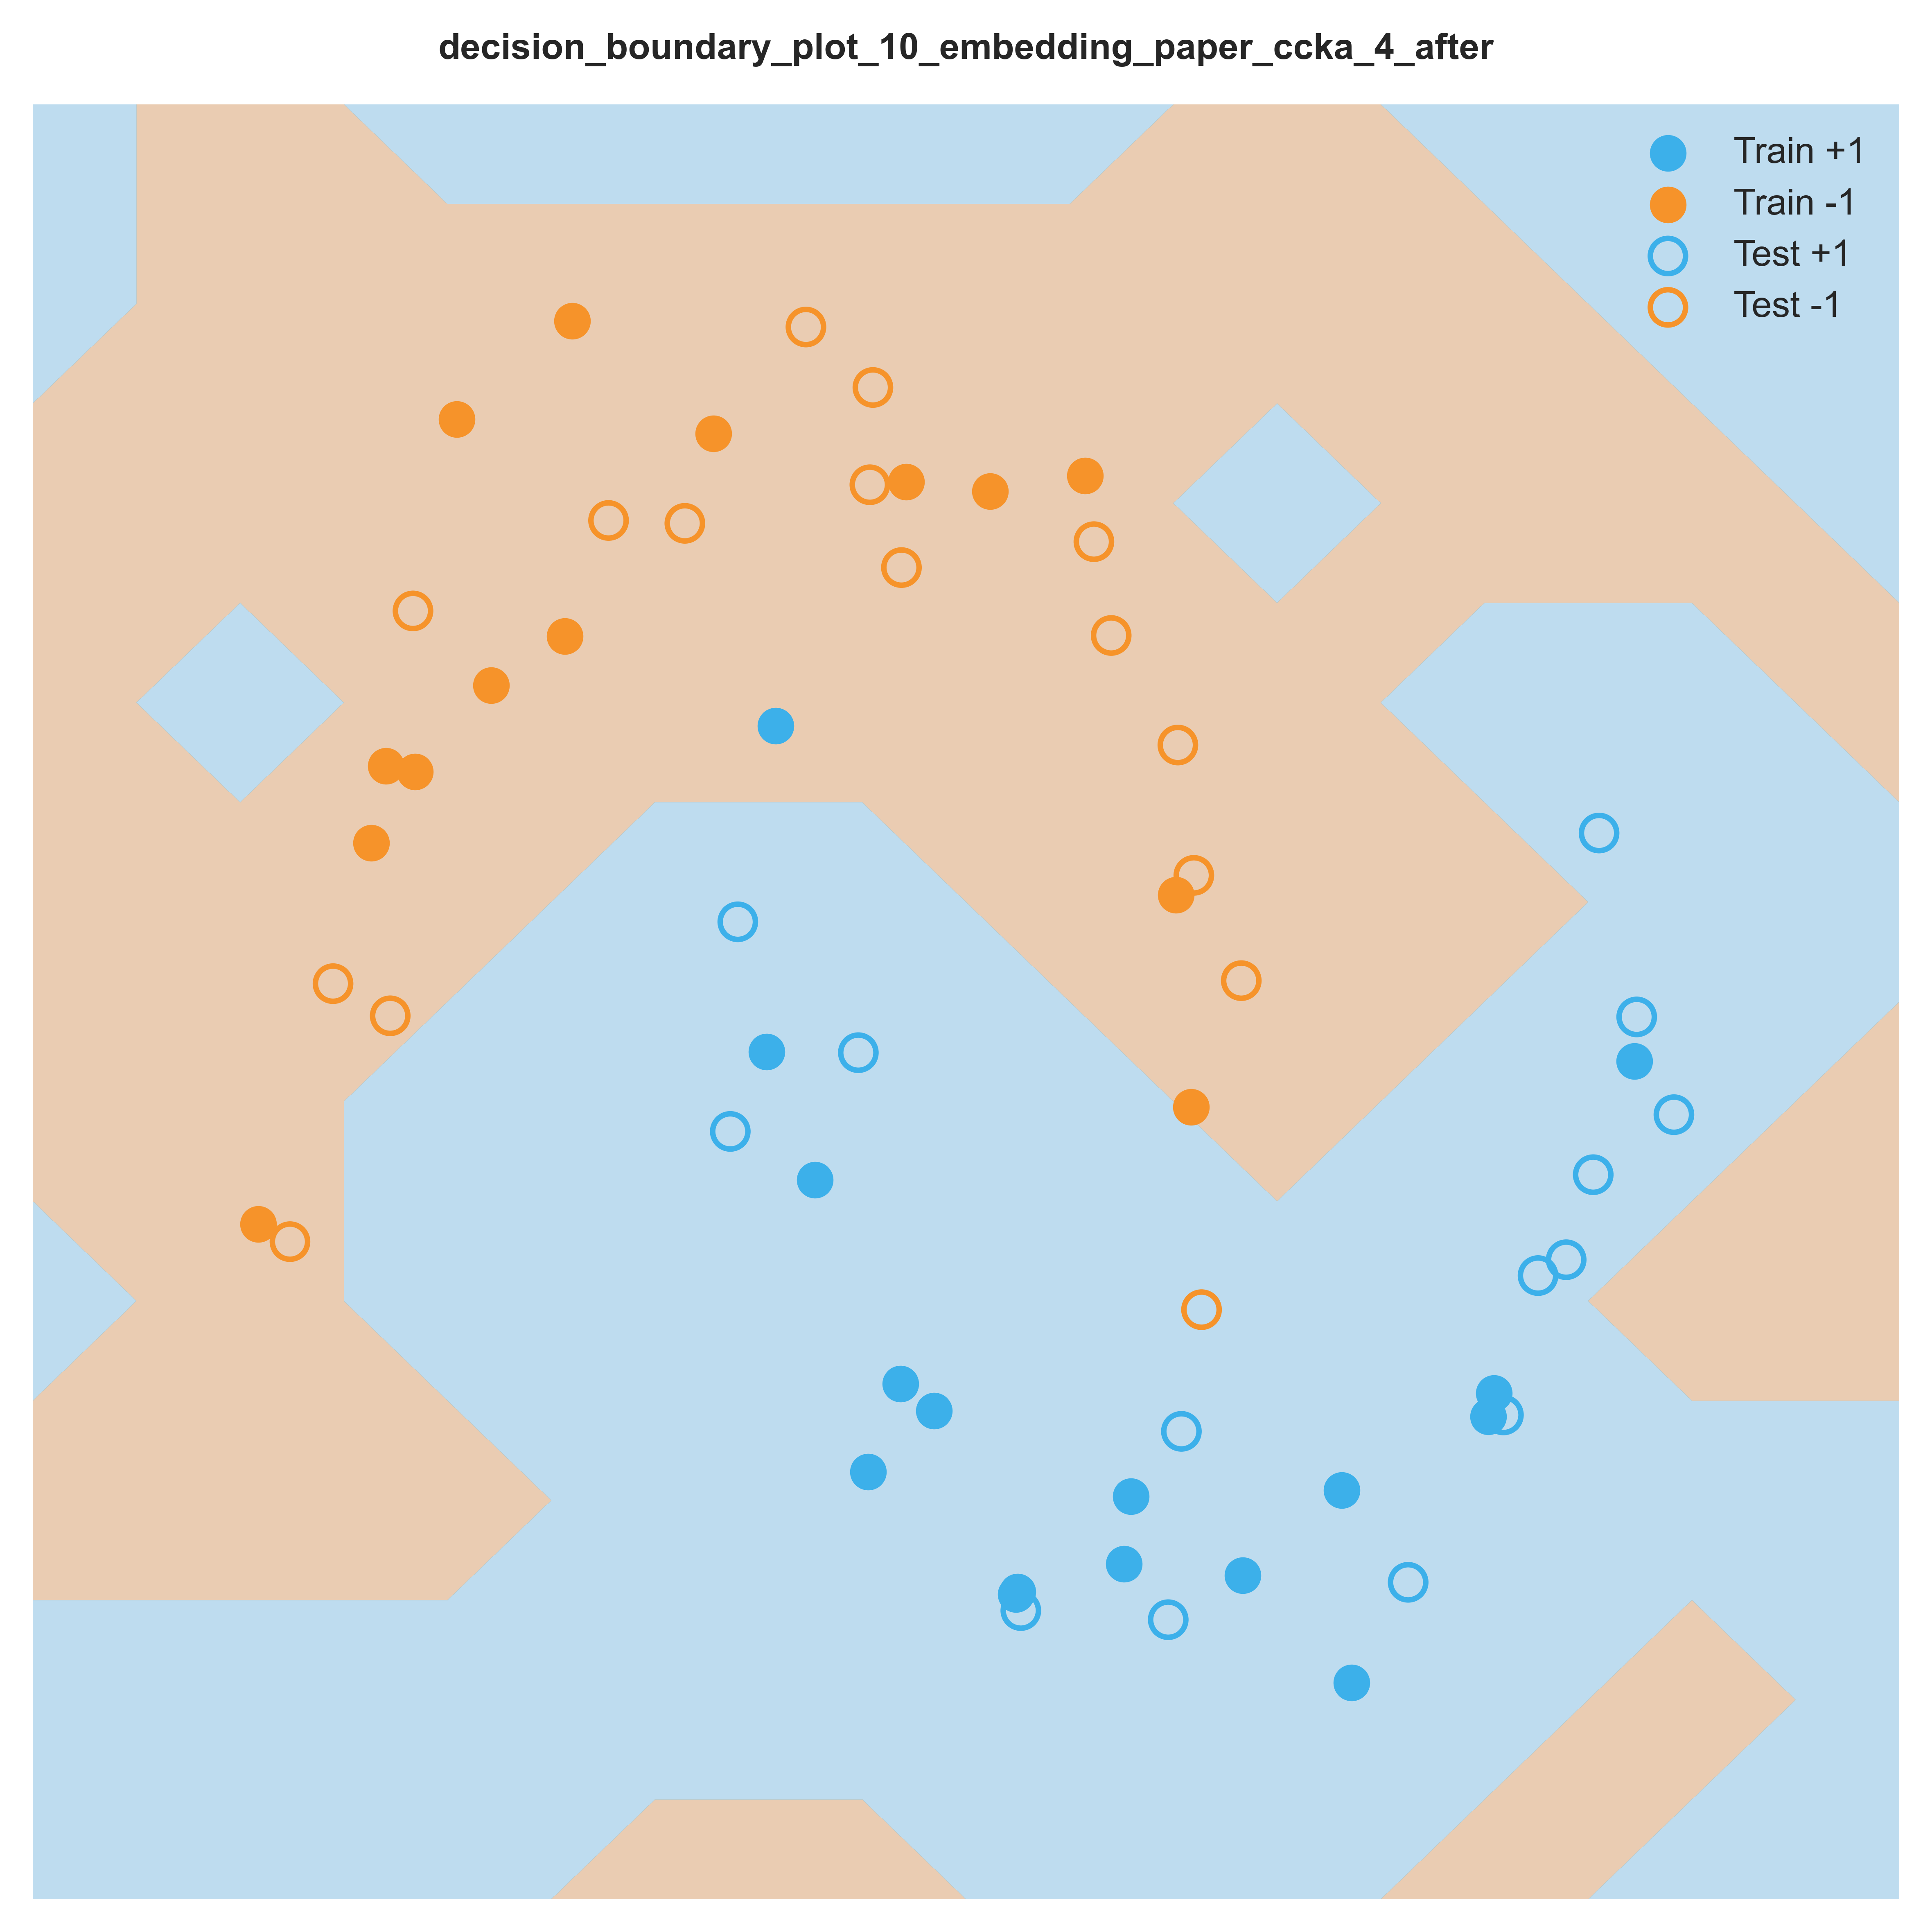 decision_boundary_plot_10_embedding_paper_ccka_4_after
Train +1
Train -1
Test +1
Test -1